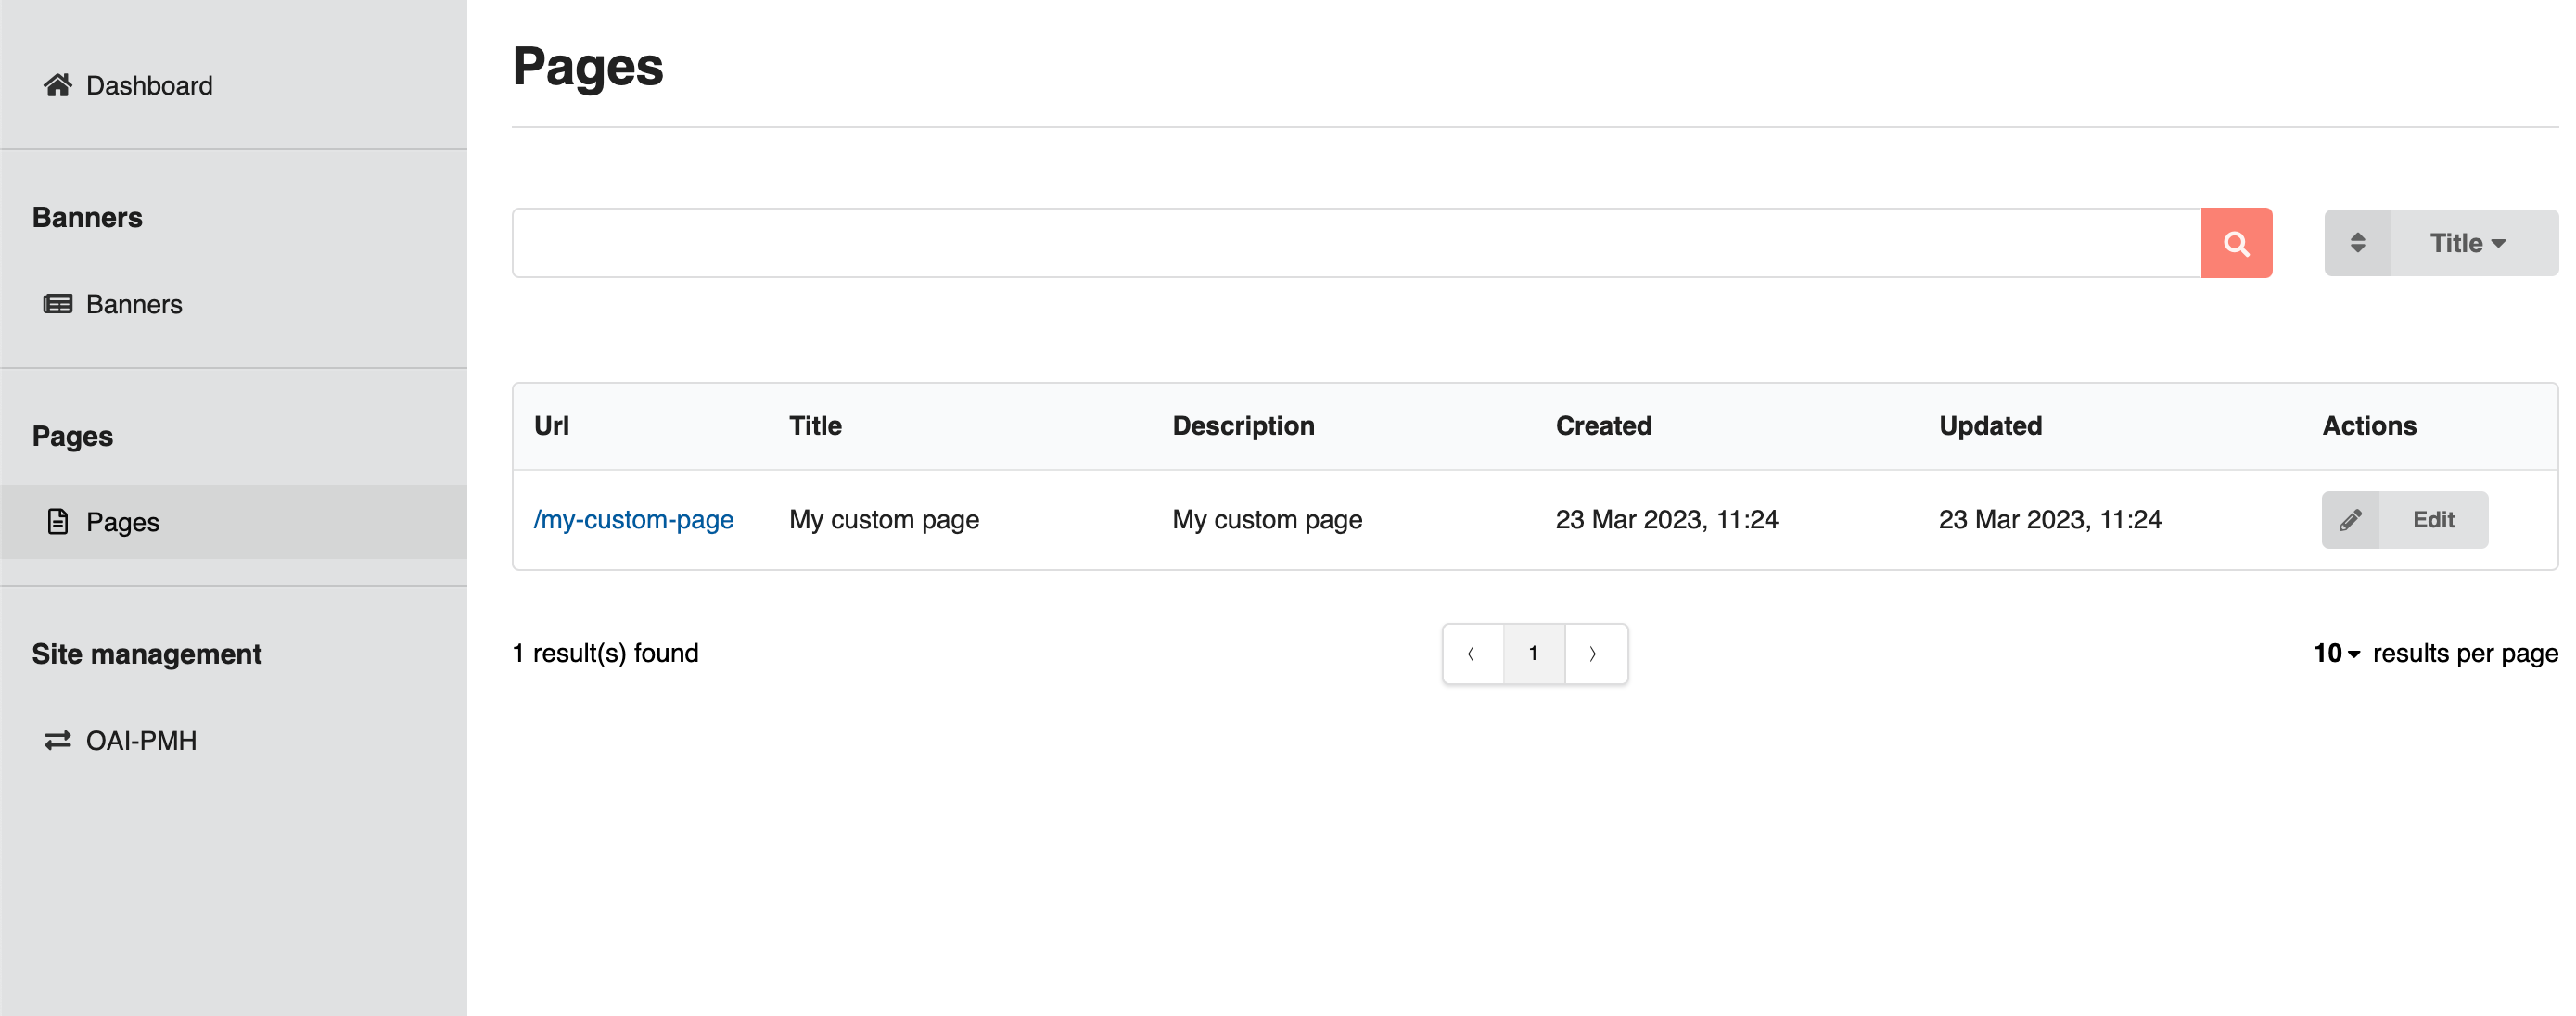 Dashboard
Banners
Banners
Pages
Pages
Site management
OAI-PMH
Pages
Title
Url Title Description Created Updated Actions
/my-custom-page My custom page My custom page 23 Mar 2023, 11:24 23 Mar 2023, 11:24 Edit
1 result(s) found 1 10 results per page